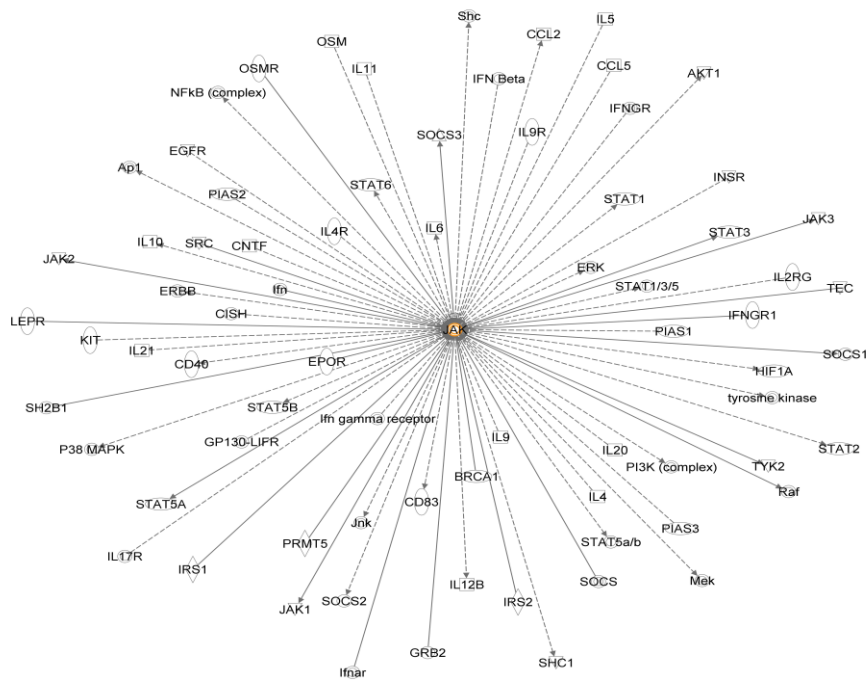 Shc
IL5
CCL2
OSM
IL11
OSMR
CCL5
AKT1
NFkB (complex)
IFN Beta
IFNGR
SOCS3
IL9R
EGFR
Ap1
STAT6
INSR
PIAS2
STAT1
JAK3
IL4R
IL6
STAT3
IL10
SRC
CNTF
JAK2
ERK
IL2RG
ERBB
Ifn
STAT1/3/5
TEC
CISH
LEPR
IFNGR1
JAK
PIAS1
KIT
IL21
CD40
EPOR
SOCS1
HIF1A
SH2B1
STAT5B
tyrosine kinase
Ifn gamma receptor
P38 MAPK
GP130-LIFR
IL9
IL20
STAT2
PI3K (complex)
TYK2
BRCA1
Raf
STAT5A
CD83
IL4
Jnk
PIAS3
PRMT5
STAT5a/b
IL17R
IRS1
IL12B
SOCS
Mek
JAK1
SOCS2
IRS2
GRB2
SHC1
Ifnar